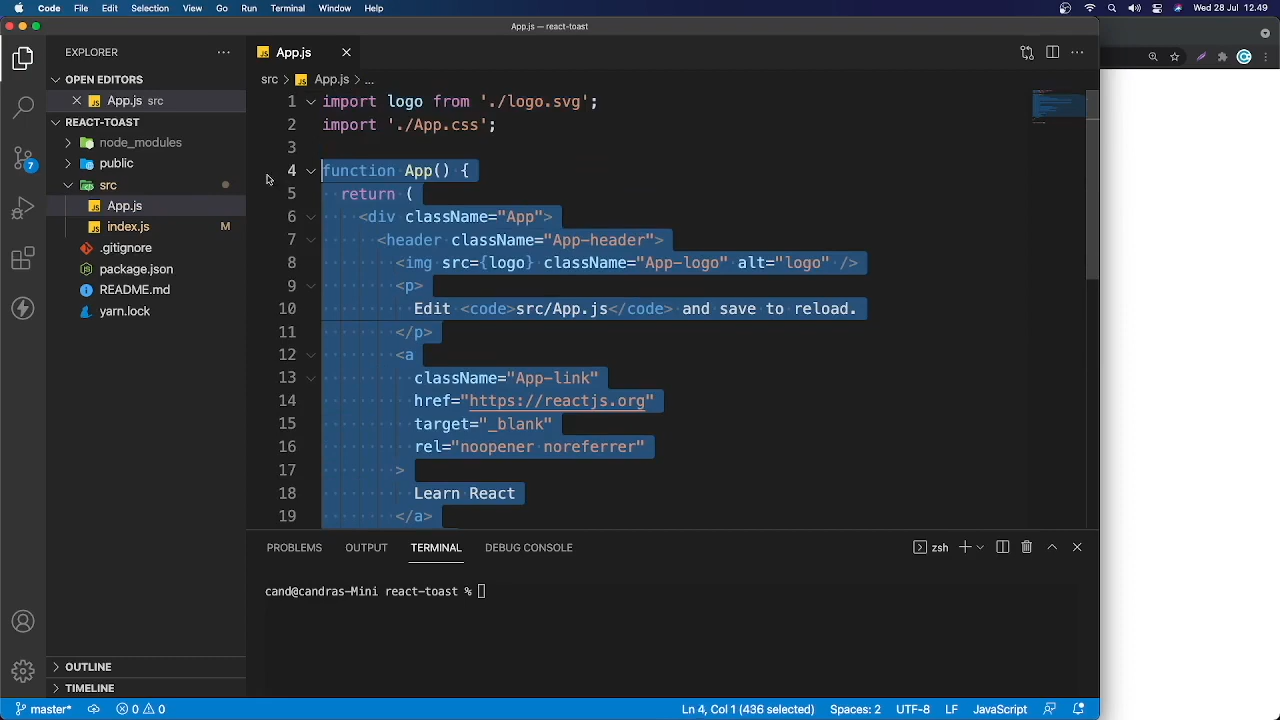 Code File Edit Selection View Go Run Terminal Window Help Wed 28 Jul 12.49
App.js — react-toast
EXPLORER
OPEN EDITORS
App.js src
REACT-TOAST
node_modules
public
src
App.js
index.js M
.gitignore
package.json
README.md
yarn.lock
OUTLINE
TIMELINE
7
App.js
src > App.js > ...
1 import logo from './logo.svg';
2 import './App.css';
3
4 function App() {
5 return (
6 <div className="App">
7 <header className="App-header">
8 <img src={logo} className="App-logo" alt="logo" />
9 <p>
10 Edit <code>src/App.js</code> and save to reload.
11 </p>
12 <a
13 className="App-link"
14 href="https://reactjs.org"
15 target="_blank"
16 rel="noopener noreferrer"
17 >
18 Learn React
19 </a>
PROBLEMS OUTPUT TERMINAL DEBUG CONSOLE zsh
cand@candras-Mini react-toast %
master* 0 0 Ln 4, Col 1 (436 selected) Spaces: 2 UTF-8 LF JavaScript